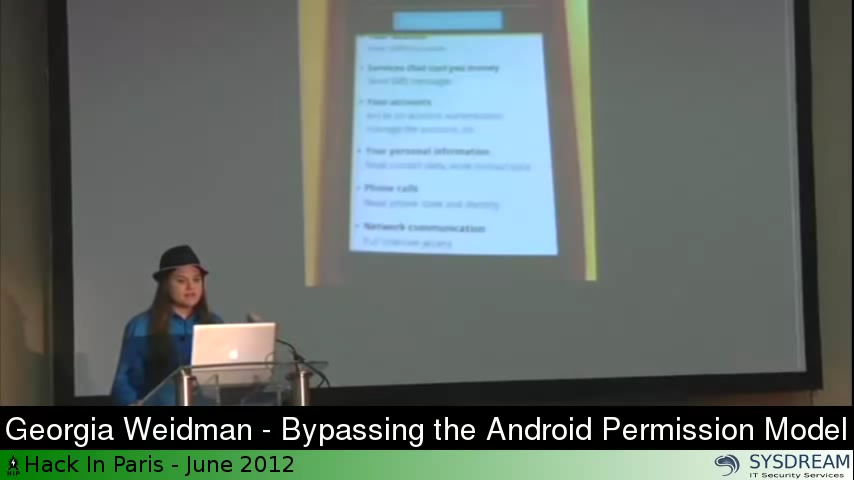 Services that cost you money
Send SMS messages
Your accounts
Your personal information
Phone calls
Read phone state and identity
Network communication
Full Internet access
Georgia Weidman - Bypassing the Android Permission Model
HIP
Hack In Paris - June 2012
SYSDREAM
IT Security Services